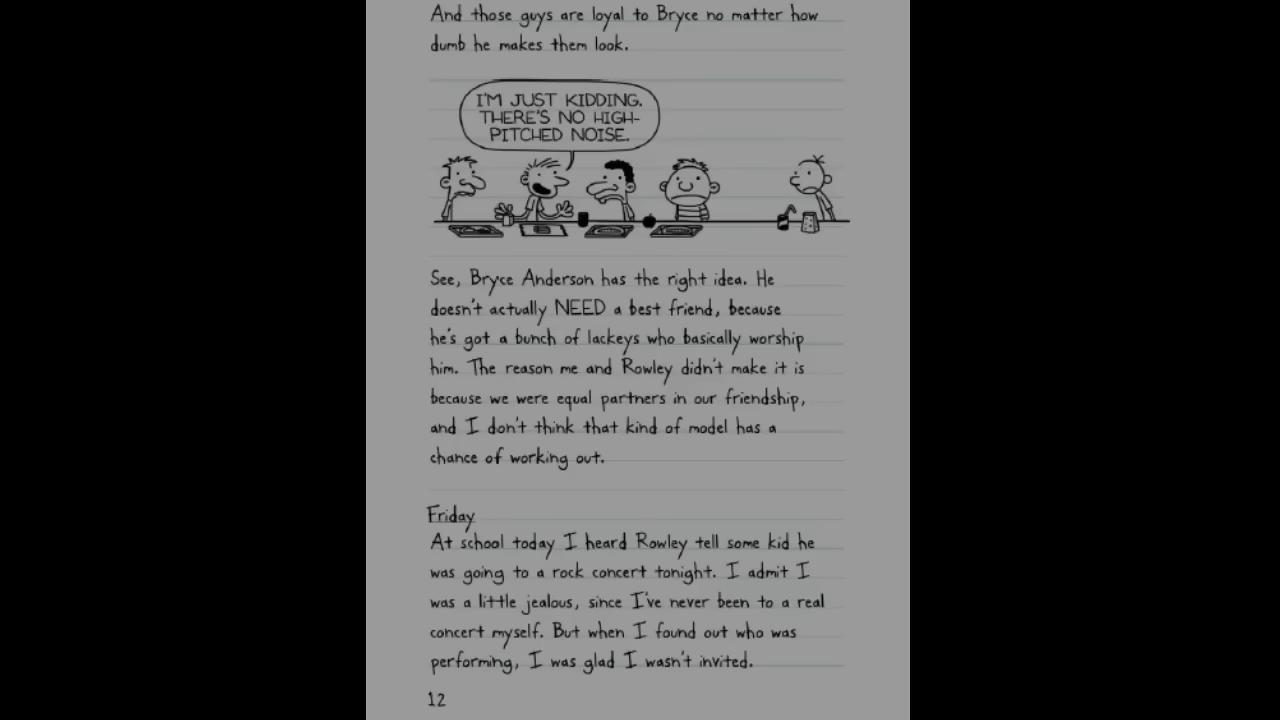 And those guys are loyal to Bryce no matter how
dumb he makes them look.
I'M JUST KIDDING.
THERE'S NO HIGH-
PITCHED NOISE.
See, Bryce Anderson has the right idea. He
doesn't actually NEED a best friend, because
he's got a bunch of lackeys who basically worship
him. The reason me and Rowley didn't make it is
because we were equal partners in our friendship,
and I don't think that kind of model has a
chance of working out.
Friday
At school today I heard Rowley tell some kid he
was going to a rock concert tonight. I admit I
was a little jealous, since I've never been to a real
concert myself. But when I found out who was
performing, I was glad I wasn't invited.
12